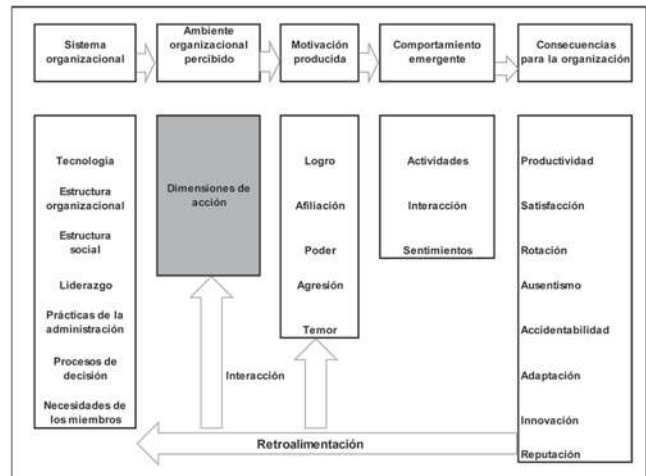 Sistema
organizacional
Ambiente
organizacional
percibido
Motivación
producida
Comportamiento
emergente
Consecuencias
para la organización
Tecnología
Estructura
organizacional
Estructura
social
Liderazgo
Prácticas de la
administración
Procesos de
decisión
Necesidades de
los miembros
Dimensiones de
acción
Logro
Afiliación
Poder
Agresión
Temor
Actividades
Interacción
Sentimientos
Productividad
Satisfacción
Rotación
Ausentismo
Accidentabilidad
Adaptación
Innovación
Reputación
Interacción
Retroalimentación